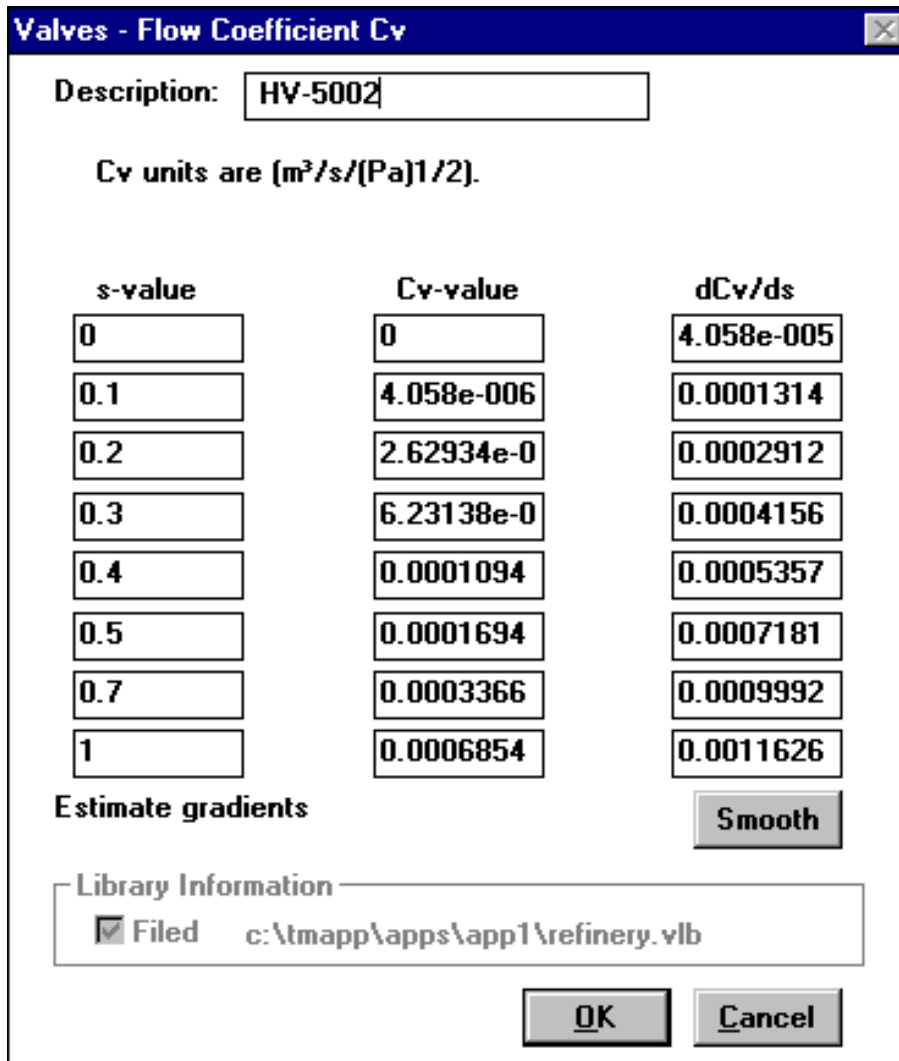 Valves - Flow Coefficient Cv
Description: HV-5002
Cv units are (m³/s/(Pa)1/2).
s-value Cv-value dCv/ds
0 0 4.058e-005
0.1 4.058e-006 0.0001314
0.2 2.62934e-0 0.0002912
0.3 6.23138e-0 0.0004156
0.4 0.0001094 0.0005357
0.5 0.0001694 0.0007181
0.7 0.0003366 0.0009992
1 0.0006854 0.0011626
Estimate gradients Smooth
Library Information
Filed c:\tmapp\apps\app1\refinery.vlb
OK Cancel